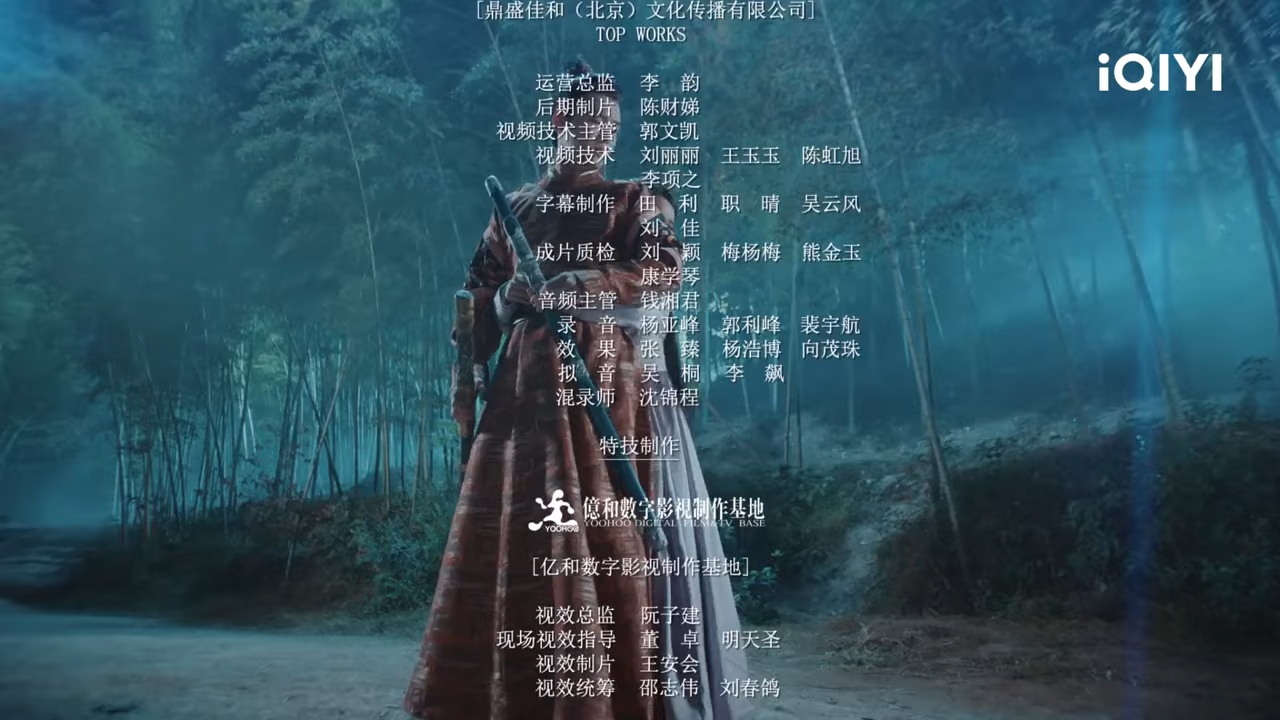 [鼎盛佳和（北京）文化传播有限公司]
TOP WORKS
iQIYI
运营总监 李 韵
后期制片 陈财娣
视频技术主管 郭文凯
视频技术 刘丽丽 王玉玉 陈虹旭
李项之
字幕制作 田 利 职 晴 吴云风
刘 佳
成片质检 刘 颖 梅杨梅 熊金玉
康学琴
音频主管 钱湘君
录 音 杨亚峰 郭利峰 裴宇航
效 果 张 臻 杨浩博 向茂珠
拟 音 吴 桐 李 飙
混录师 沈锦程
特技制作
億和數字影視制作基地
YOOHOO YOOHOO DIGITAL FILM&TV BASE
[亿和数字影视制作基地]
视效总监 阮子建
现场视效指导 董 卓 明天圣
视效制片 王安会
视效统筹 邵志伟 刘春鸽